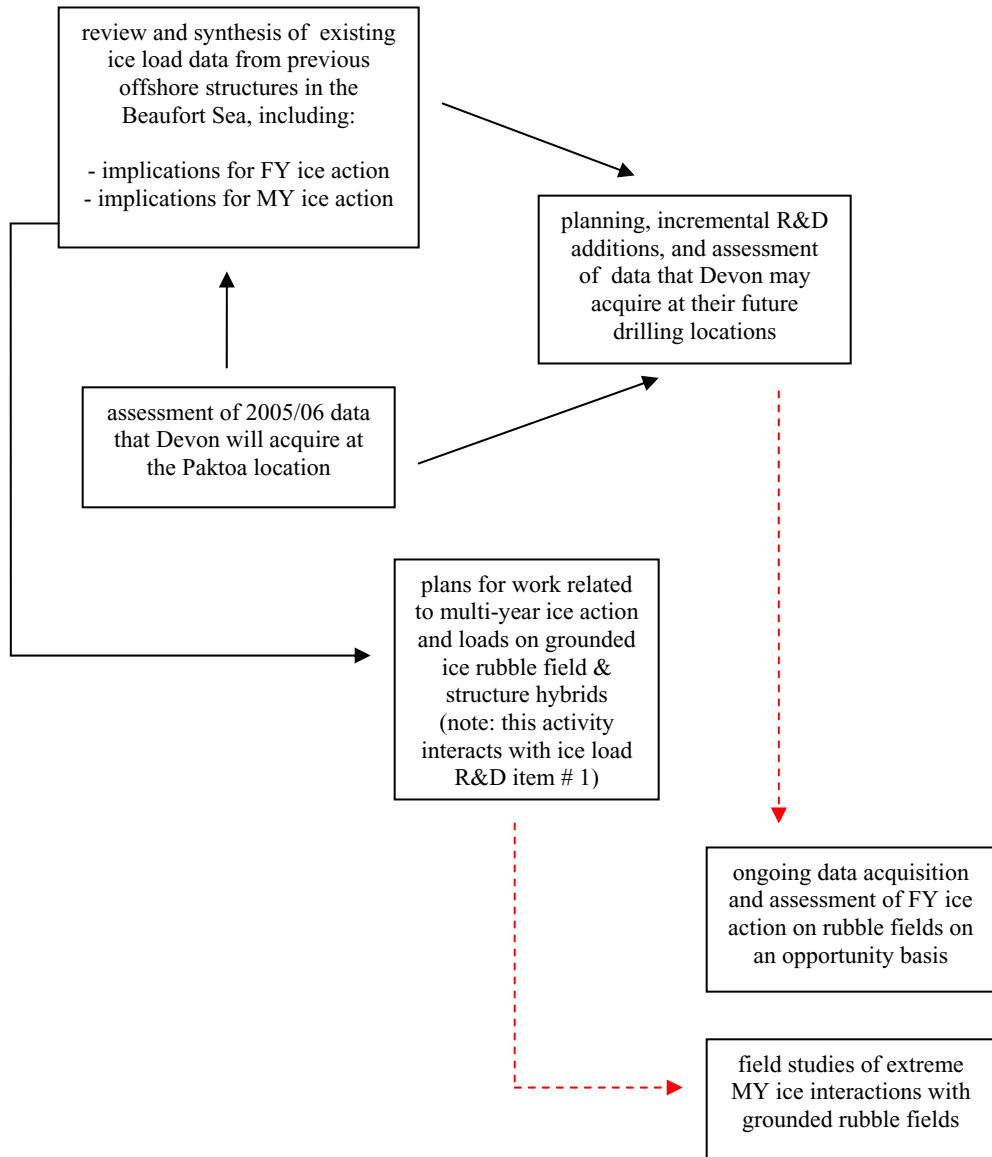 review and synthesis of existing
ice load data from previous
offshore structures in the
Beaufort Sea, including:
- implications for FY ice action
- implications for MY ice action
planning, incremental R&D
additions, and assessment
of data that Devon may
acquire at their future
drilling locations
assessment of 2005/06 data
that Devon will acquire at
the Paktoa location
plans for work related
to multi-year ice action
and loads on grounded
ice rubble field &
structure hybrids
(note: this activity
interacts with ice load
R&D item # 1)
ongoing data acquisition
and assessment of FY ice
action on rubble fields on
an opportunity basis
field studies of extreme
MY ice interactions with
grounded rubble fields